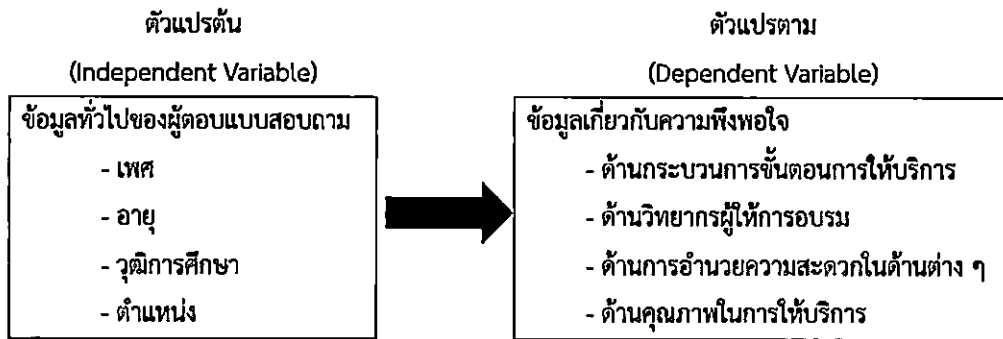 ตัวแปรต้น
(Independent Variable)
ข้อมูลทั่วไปของผู้ตอบแบบสอบถาม
- เพศ
- อายุ
- วุฒิการศึกษา
- ตำแหน่ง
ตัวแปรตาม
(Dependent Variable)
ข้อมูลเกี่ยวกับความพึงพอใจ
- ด้านกระบวนการขั้นตอนการให้บริการ
- ด้านวิทยากรผู้ให้การอบรม
- ด้านการอำนวยความสะดวกในด้านต่าง ๆ
- ด้านคุณภาพในการให้บริการ